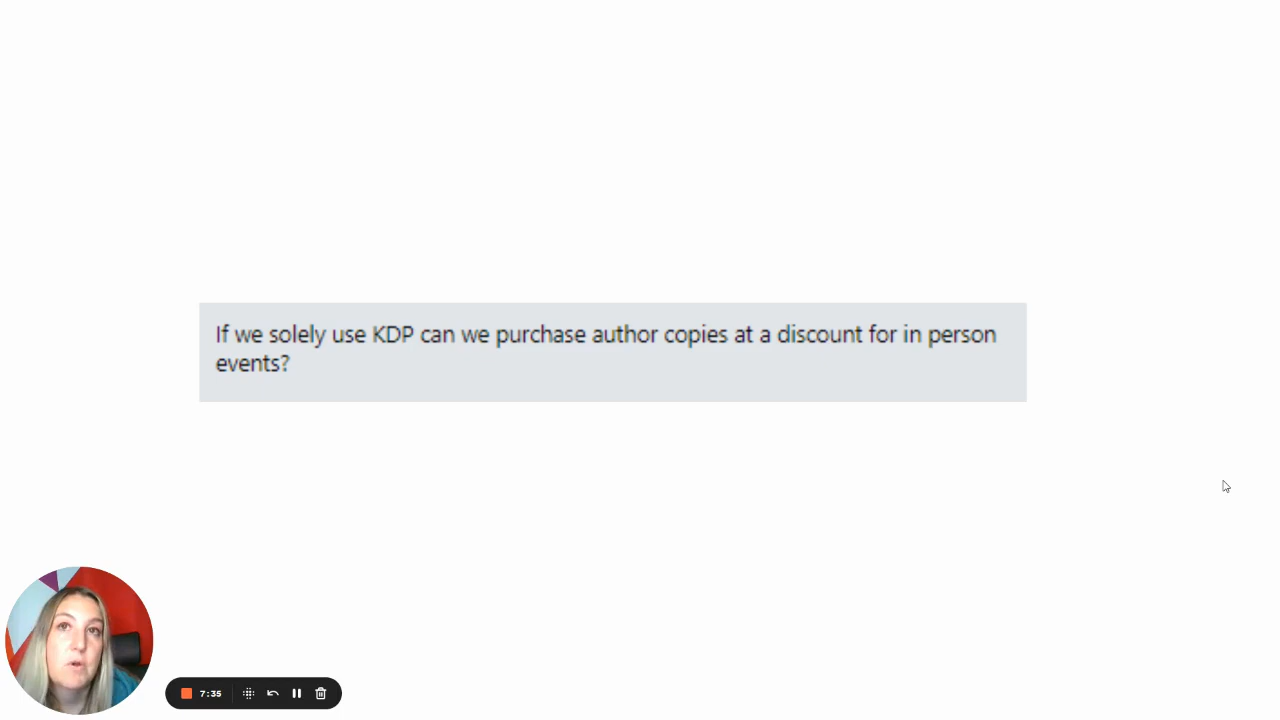 If we solely use KDP can we purchase author copies at a discount for in person
events?
7:35